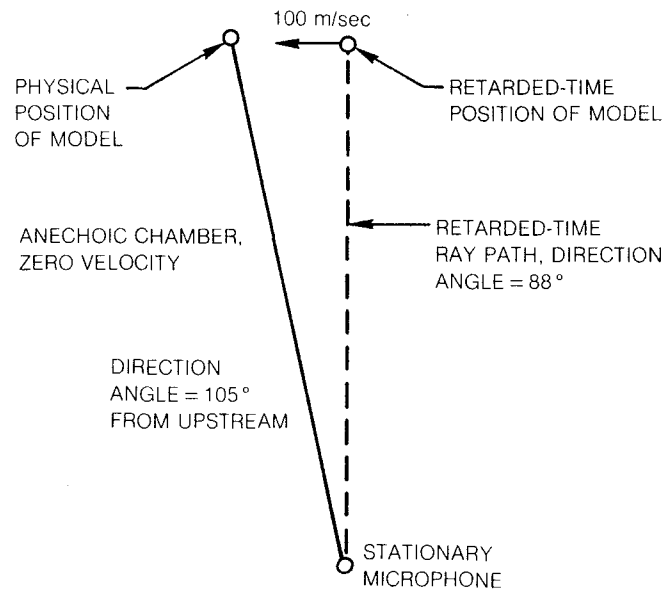 100 m/sec
PHYSICAL
POSITION
OF MODEL
RETARDED-TIME
POSITION OF MODEL
ANECHOIC CHAMBER,
ZERO VELOCITY
RETARDED-TIME
RAY PATH, DIRECTION
ANGLE = 88°
DIRECTION
ANGLE = 105°
FROM UPSTREAM
STATIONARY
MICROPHONE